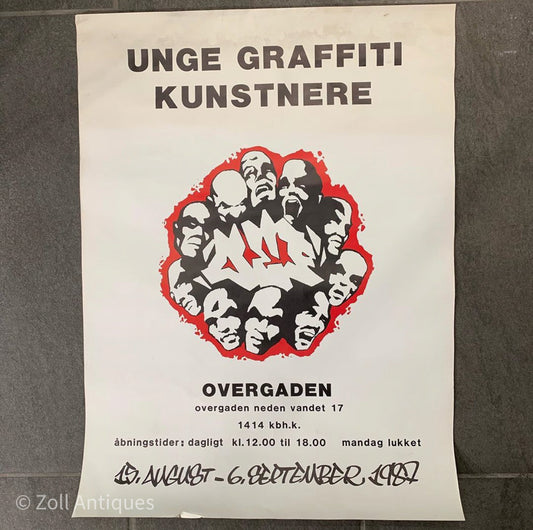 UNGE GRAFFITI
KUNSTNERE
OVERGADEN
overgaden neden vandet 17
1414 kbh.k.
åbningstider: dagligt kl.12.00 til 18.00 mandag lukket
15. AUGUST - 6. SEPTEMBER 1987
© Zoll Antiques